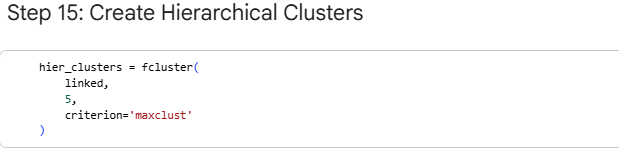 Step 15: Create Hierarchical Clusters
hier_clusters = fcluster(
    linked,
    5,
    criterion='maxclust'
)